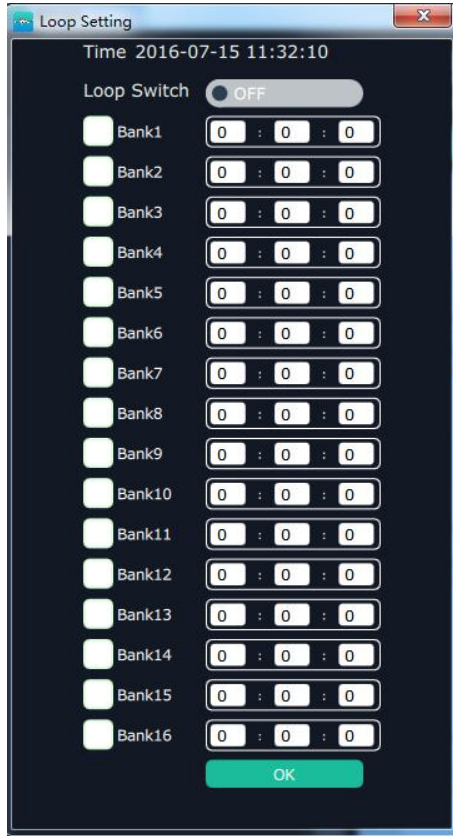 Loop Setting
Time 2016-07-15 11:32:10
Loop Switch OFF
Bank1 0 : 0 : 0
Bank2 0 : 0 : 0
Bank3 0 : 0 : 0
Bank4 0 : 0 : 0
Bank5 0 : 0 : 0
Bank6 0 : 0 : 0
Bank7 0 : 0 : 0
Bank8 0 : 0 : 0
Bank9 0 : 0 : 0
Bank10 0 : 0 : 0
Bank11 0 : 0 : 0
Bank12 0 : 0 : 0
Bank13 0 : 0 : 0
Bank14 0 : 0 : 0
Bank15 0 : 0 : 0
Bank16 0 : 0 : 0
OK